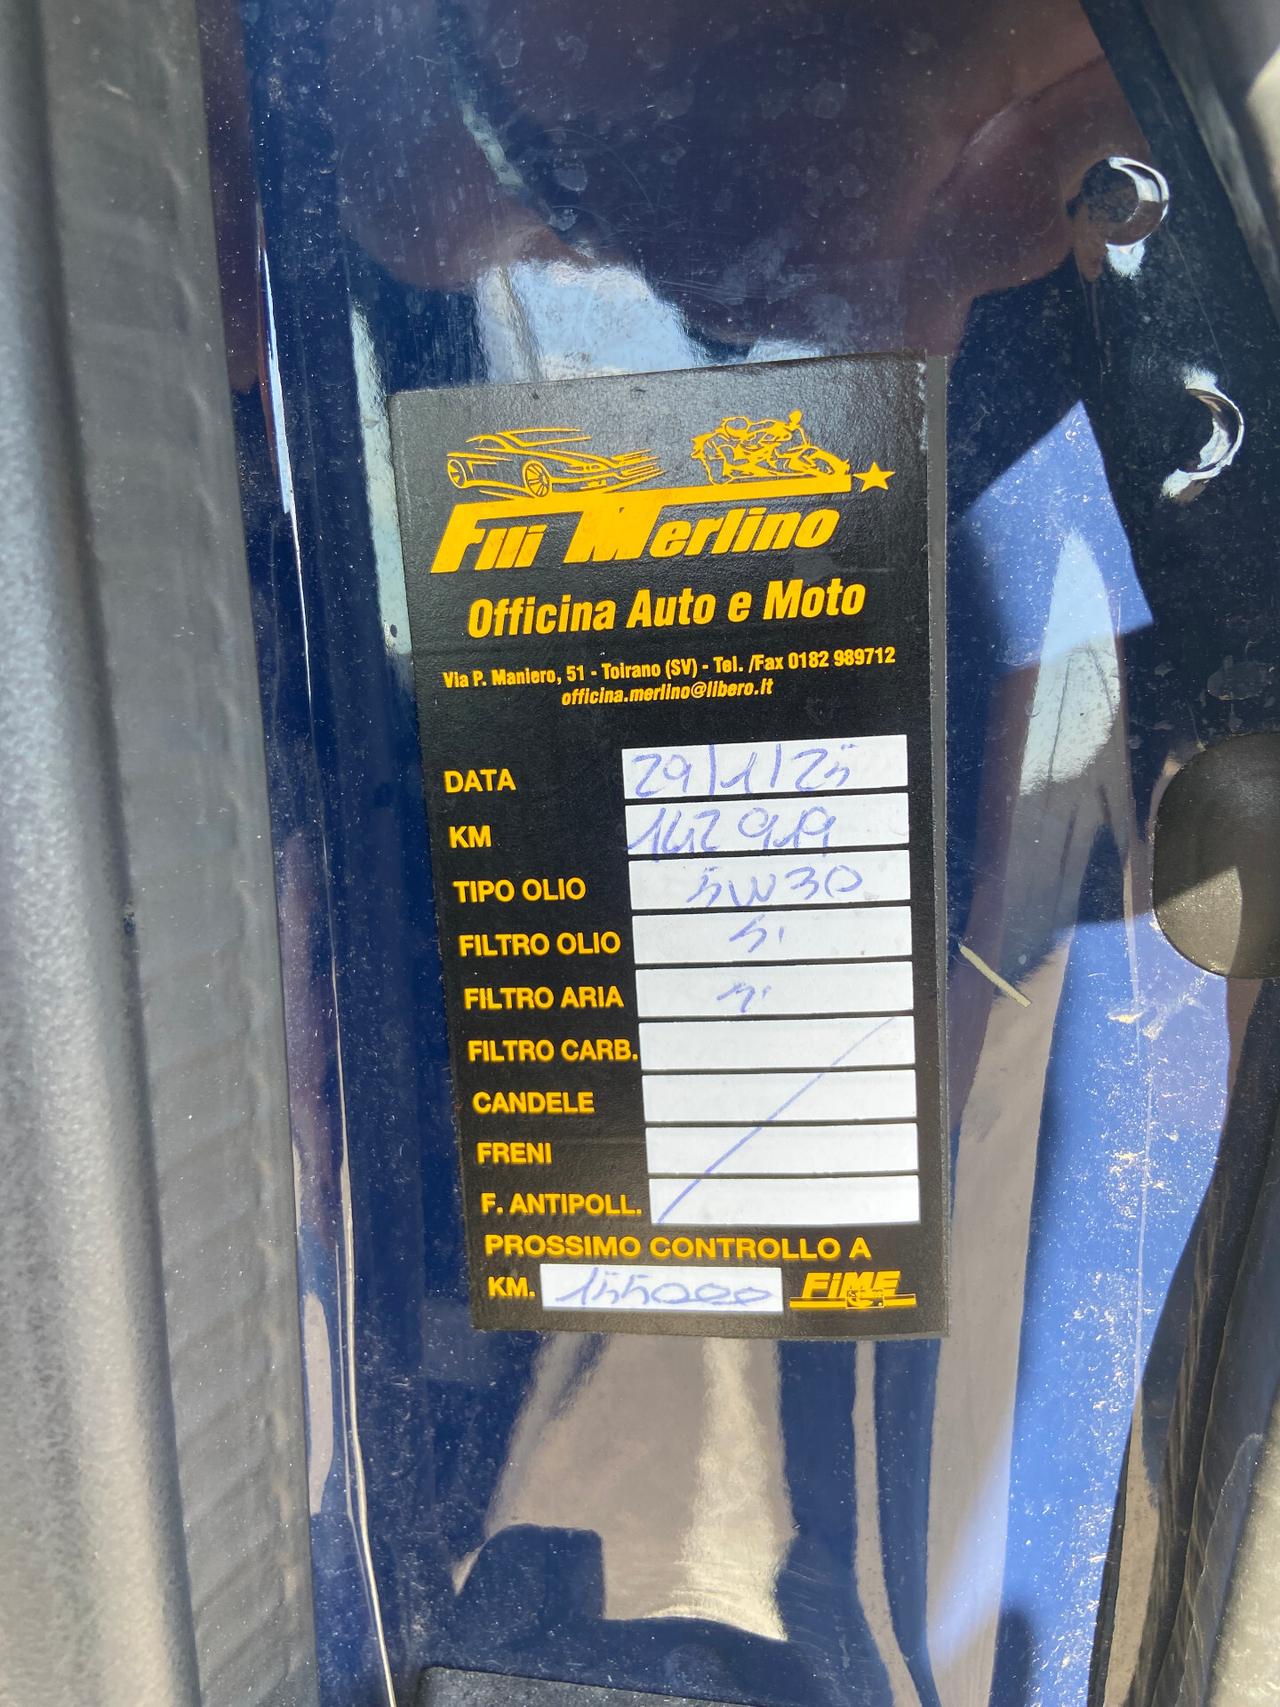 Flli Merlino
Officina Auto e Moto
Via P. Maniero, 51 - Toirano (SV) - Tel. /Fax 0182 989712
officina.merlino@libero.it
DATA 29/1/25
KM 142919
TIPO OLIO 5W30
FILTRO OLIO Si
FILTRO ARIA Si
FILTRO CARB.
CANDELE
FRENI
F. ANTIPOLL.
PROSSIMO CONTROLLO A
KM. 155000 FiME